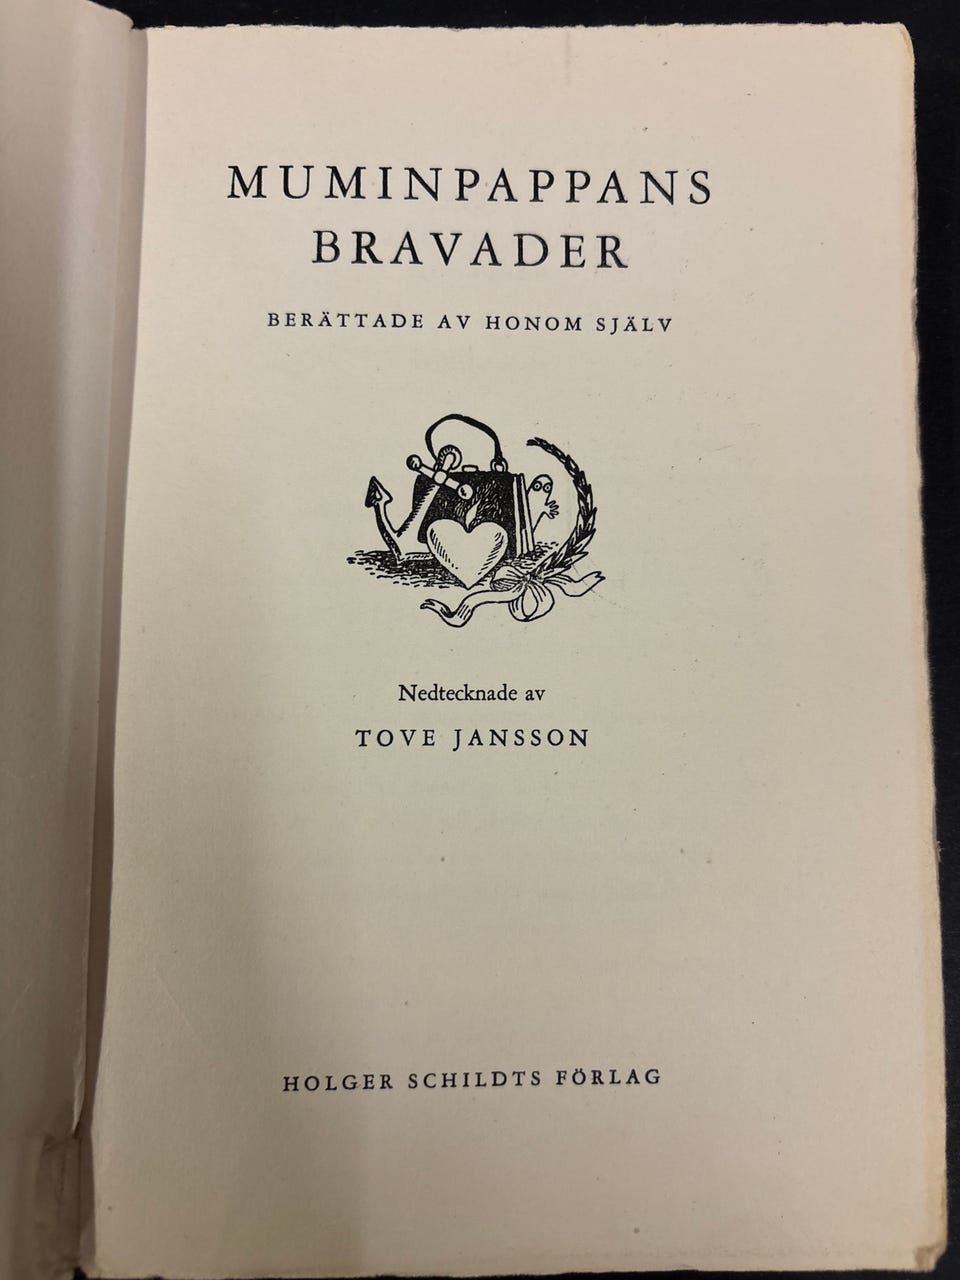 MUMINPAPPANS
BRAVADER
BERÄTTADE AV HONOM SJÄLV
Nedtecknade av
TOVE JANSSON
HOLGER SCHILDTS FÖRLAG